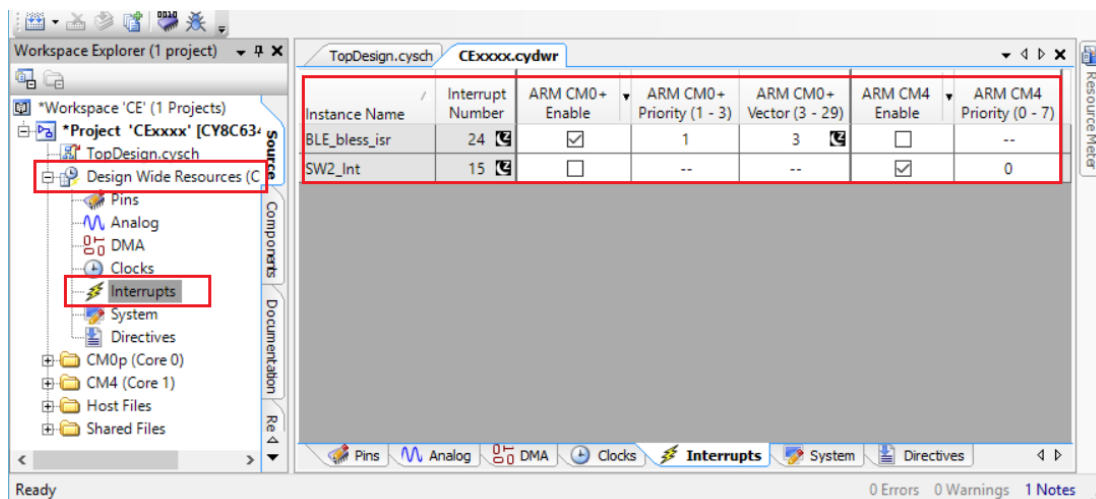 Workspace Explorer (1 project)
*Workspace 'CE' (1 Projects)
*Project 'CExxxx' [CY8C634
TopDesign.cysch
Design Wide Resources (C
Pins
Analog
DMA
Clocks
Interrupts
System
Directives
CM0p (Core 0)
CM4 (Core 1)
Host Files
Shared Files
Source
Components
Documentation
Re
TopDesign.cysch CExxxx.cydwr
Instance Name Interrupt Number ARM CM0+ Enable ARM CM0+ Priority (1 - 3) ARM CM0+ Vector (3 - 29) ARM CM4 Enable ARM CM4 Priority (0 - 7)
BLE_bless_isr 24 1 3 --
SW2_Int 15 -- -- 0
Pins Analog DMA Clocks Interrupts System Directives
Resource Meter
Ready 0 Errors 0 Warnings 1 Notes